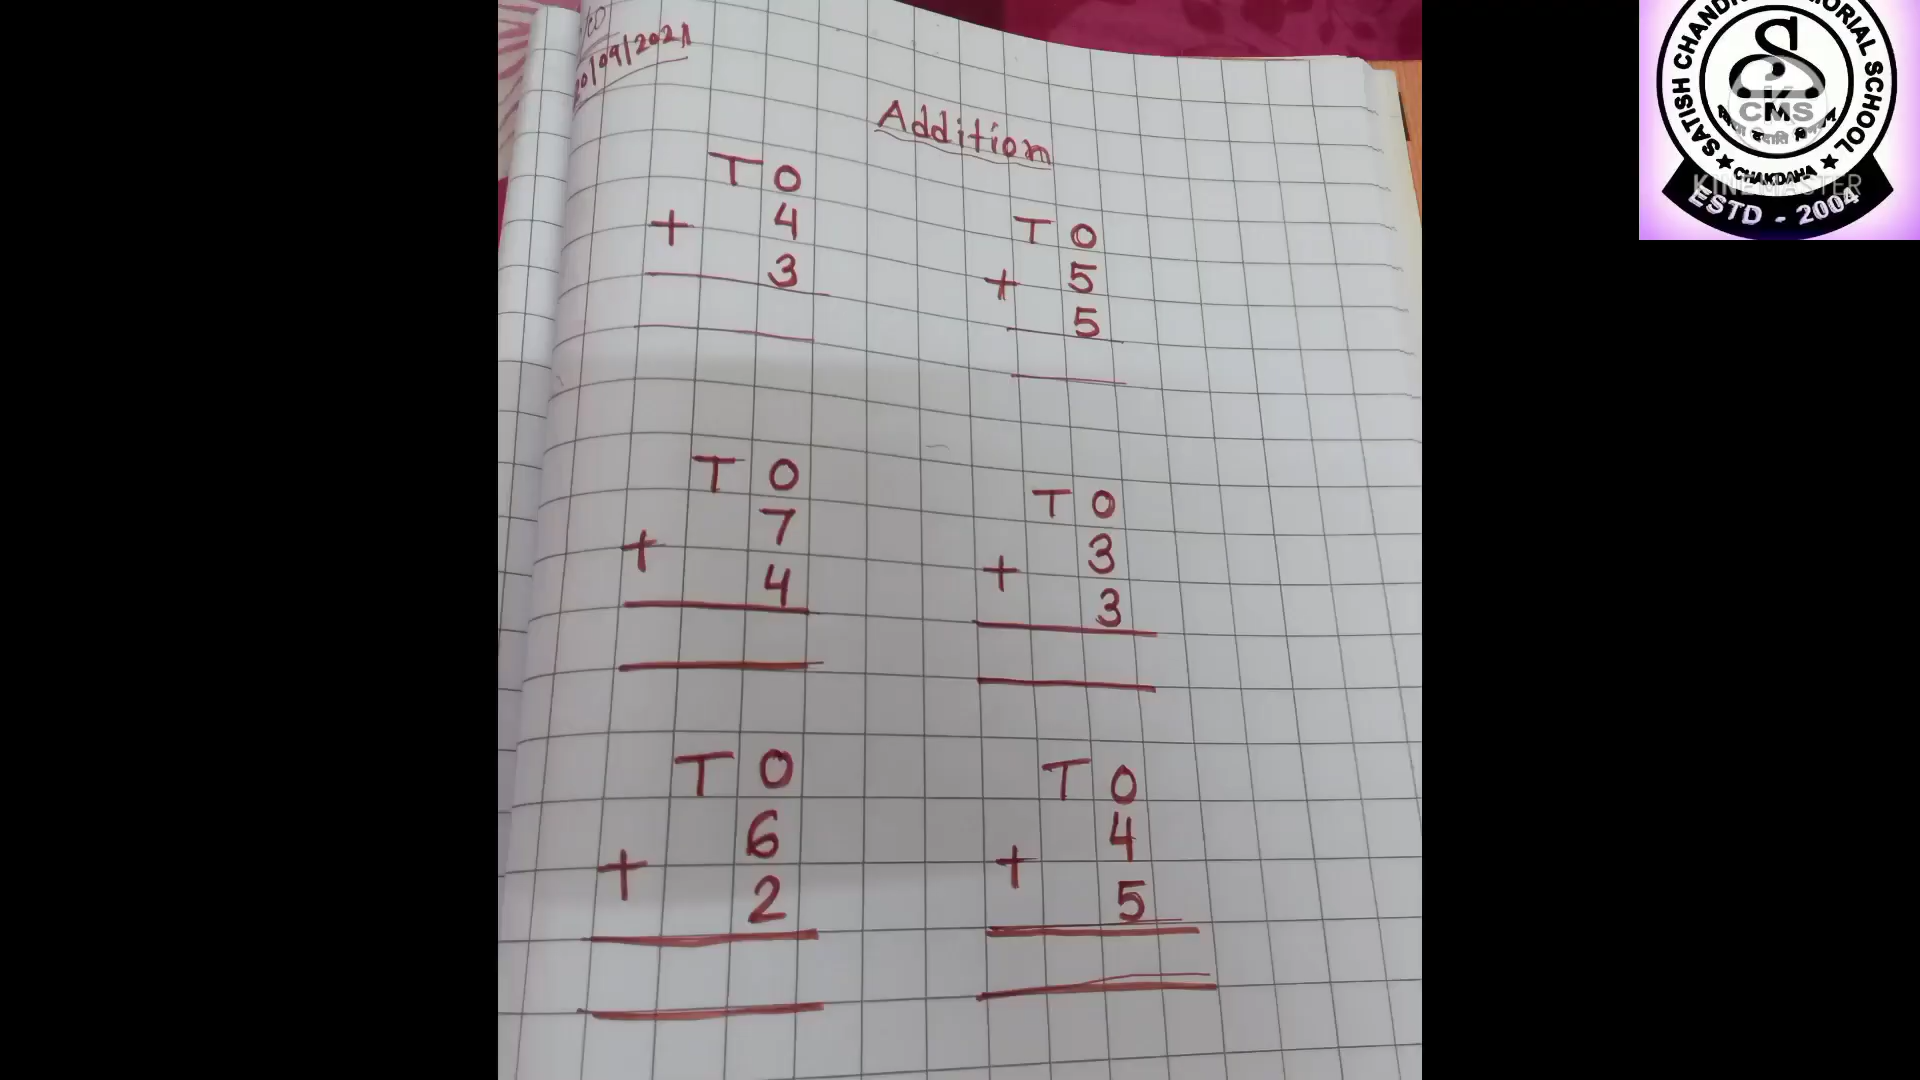 20/09/2021
Addition
T O
4
+
3
T O
5
+
5
T O
7
+
4
T O
3
+
3
T O
6
+
2
T O
4
+
5
SATISH CHANDRA MEMORIAL SCHOOL
CMS
CHAKDAHA
KINEMASTER
ESTD - 2004